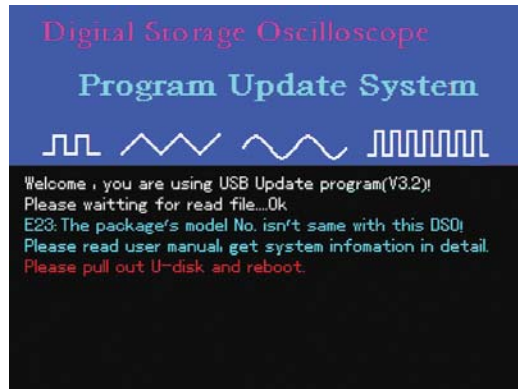 Digital Storage Oscilloscope
Program Update System
Welcome , you are using USB Update program(V3.2)!
Please waitting for read file....Ok
E23: The package's model No. isn't same with this DSO!
Please read user manual, get system infomation in detail.
Please pull out U-disk and reboot.